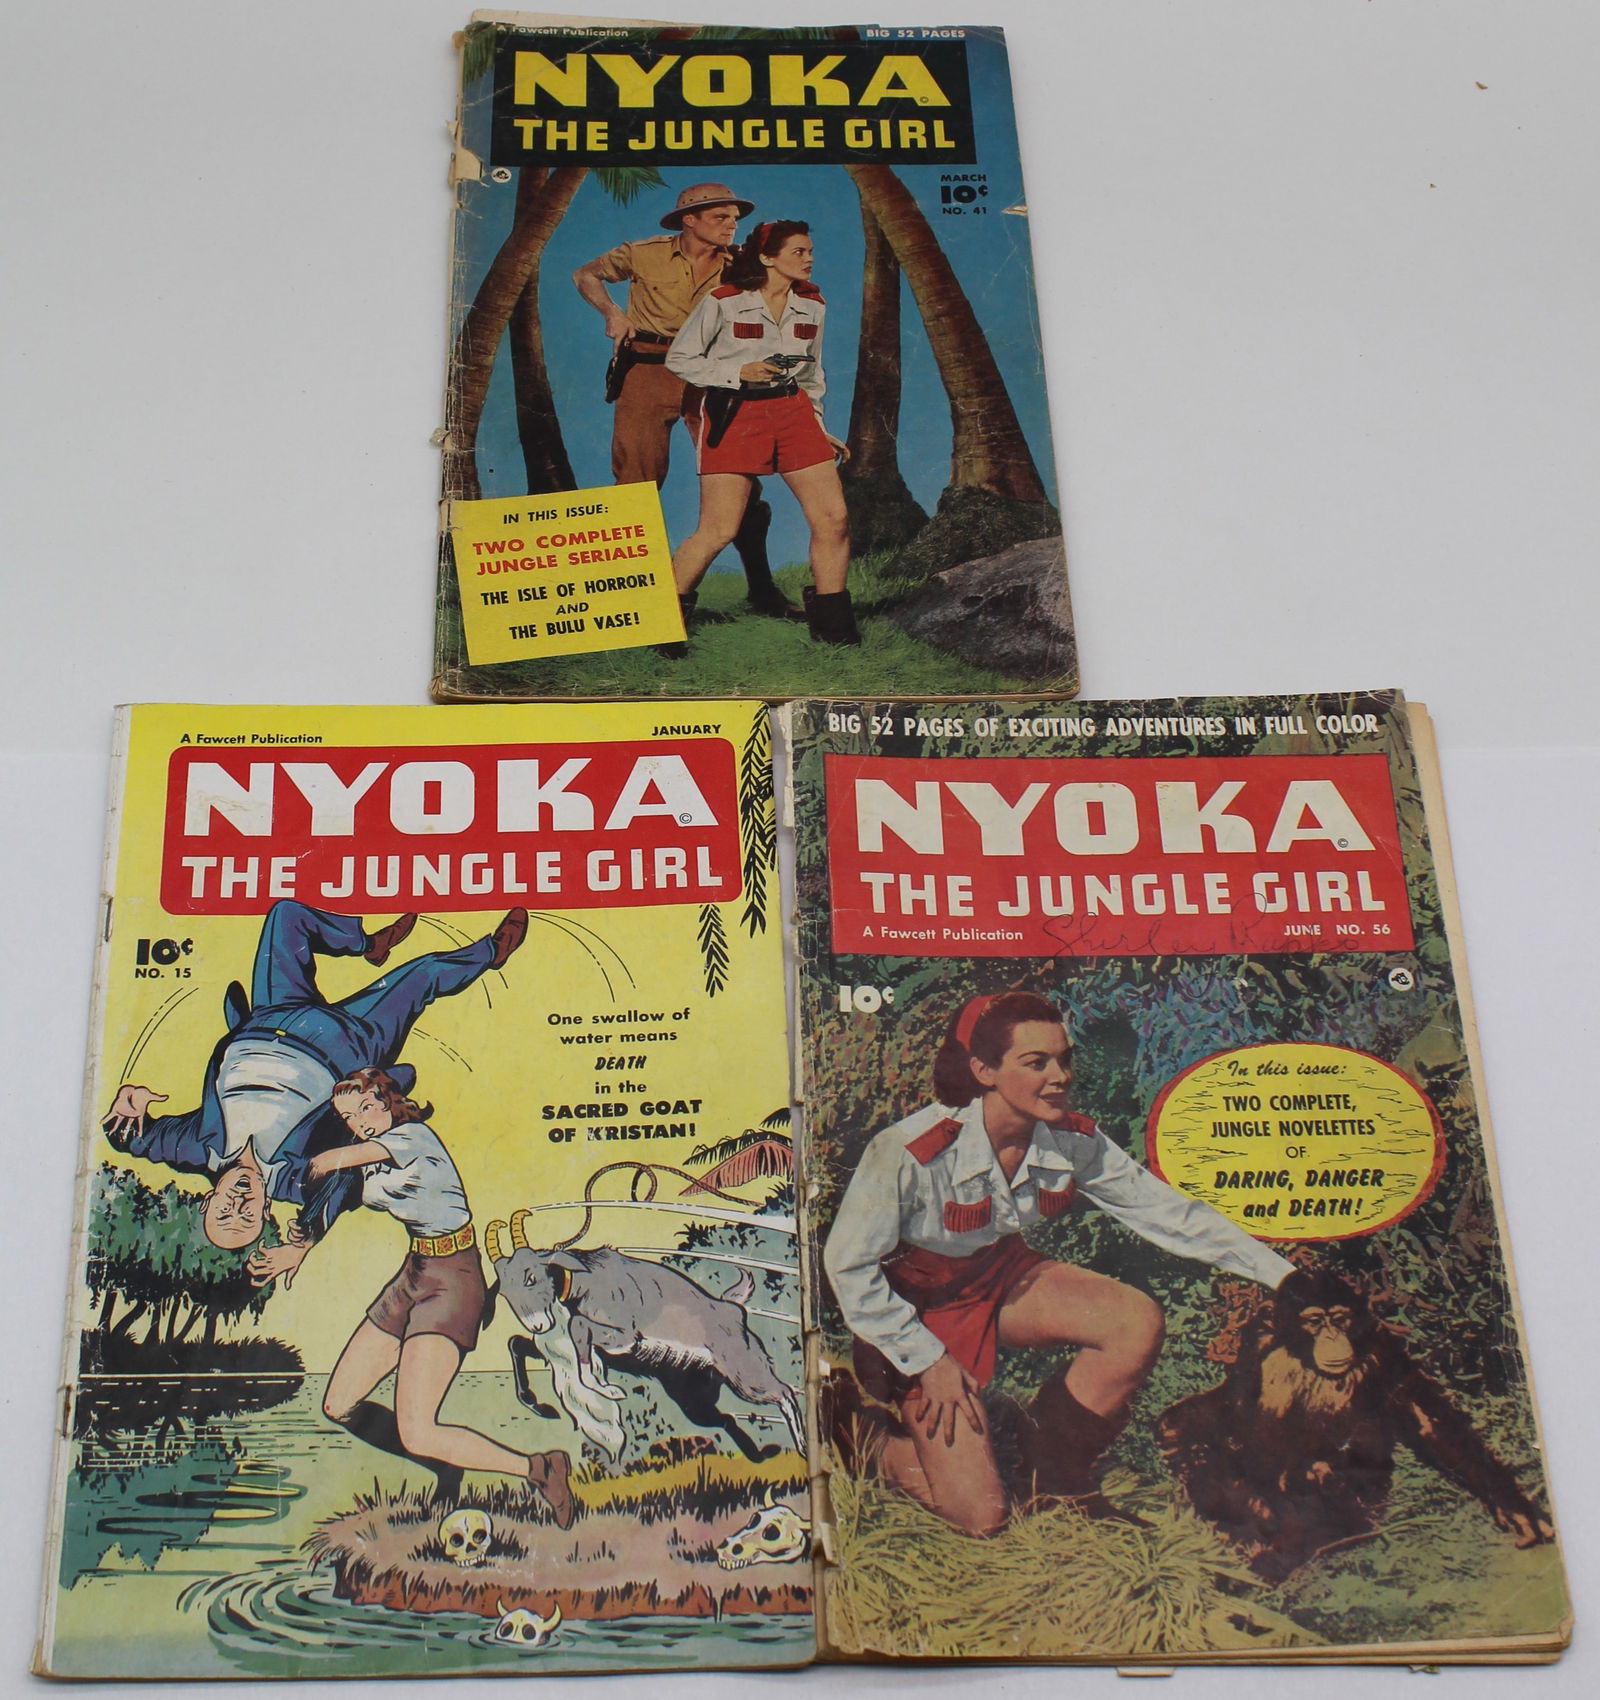 A Fawcett Publication
BIG 52 PAGES
NYOKA ©
THE JUNGLE GIRL
MARCH
10¢
NO. 41
IN THIS ISSUE:
TWO COMPLETE
JUNGLE SERIALS
THE ISLE OF HORROR!
AND
THE BULU VASE!
A Fawcett Publication
JANUARY
NYOKA ©
THE JUNGLE GIRL
10¢
NO. 15
One swallow of
water means
DEATH
in the
SACRED GOAT
OF KRISTAN!
BIG 52 PAGES OF EXCITING ADVENTURES IN FULL COLOR
NYOKA ©
THE JUNGLE GIRL
A Fawcett Publication
Shirley
JUNE NO. 56
10¢
In this issue:
TWO COMPLETE,
JUNGLE NOVELETTES
OF
DARING, DANGER
and DEATH!